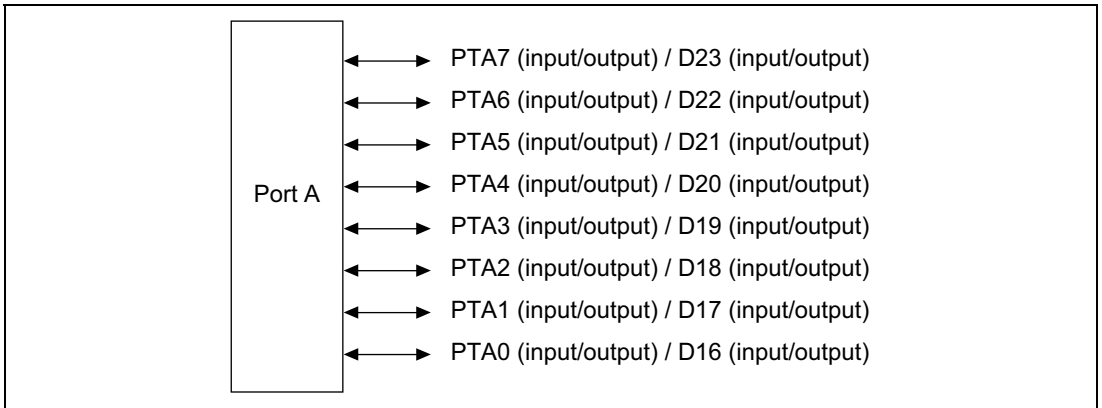 PTA7 (input/output) / D23 (input/output)
PTA6 (input/output) / D22 (input/output)
PTA5 (input/output) / D21 (input/output)
PTA4 (input/output) / D20 (input/output)
Port A
PTA3 (input/output) / D19 (input/output)
PTA2 (input/output) / D18 (input/output)
PTA1 (input/output) / D17 (input/output)
PTA0 (input/output) / D16 (input/output)